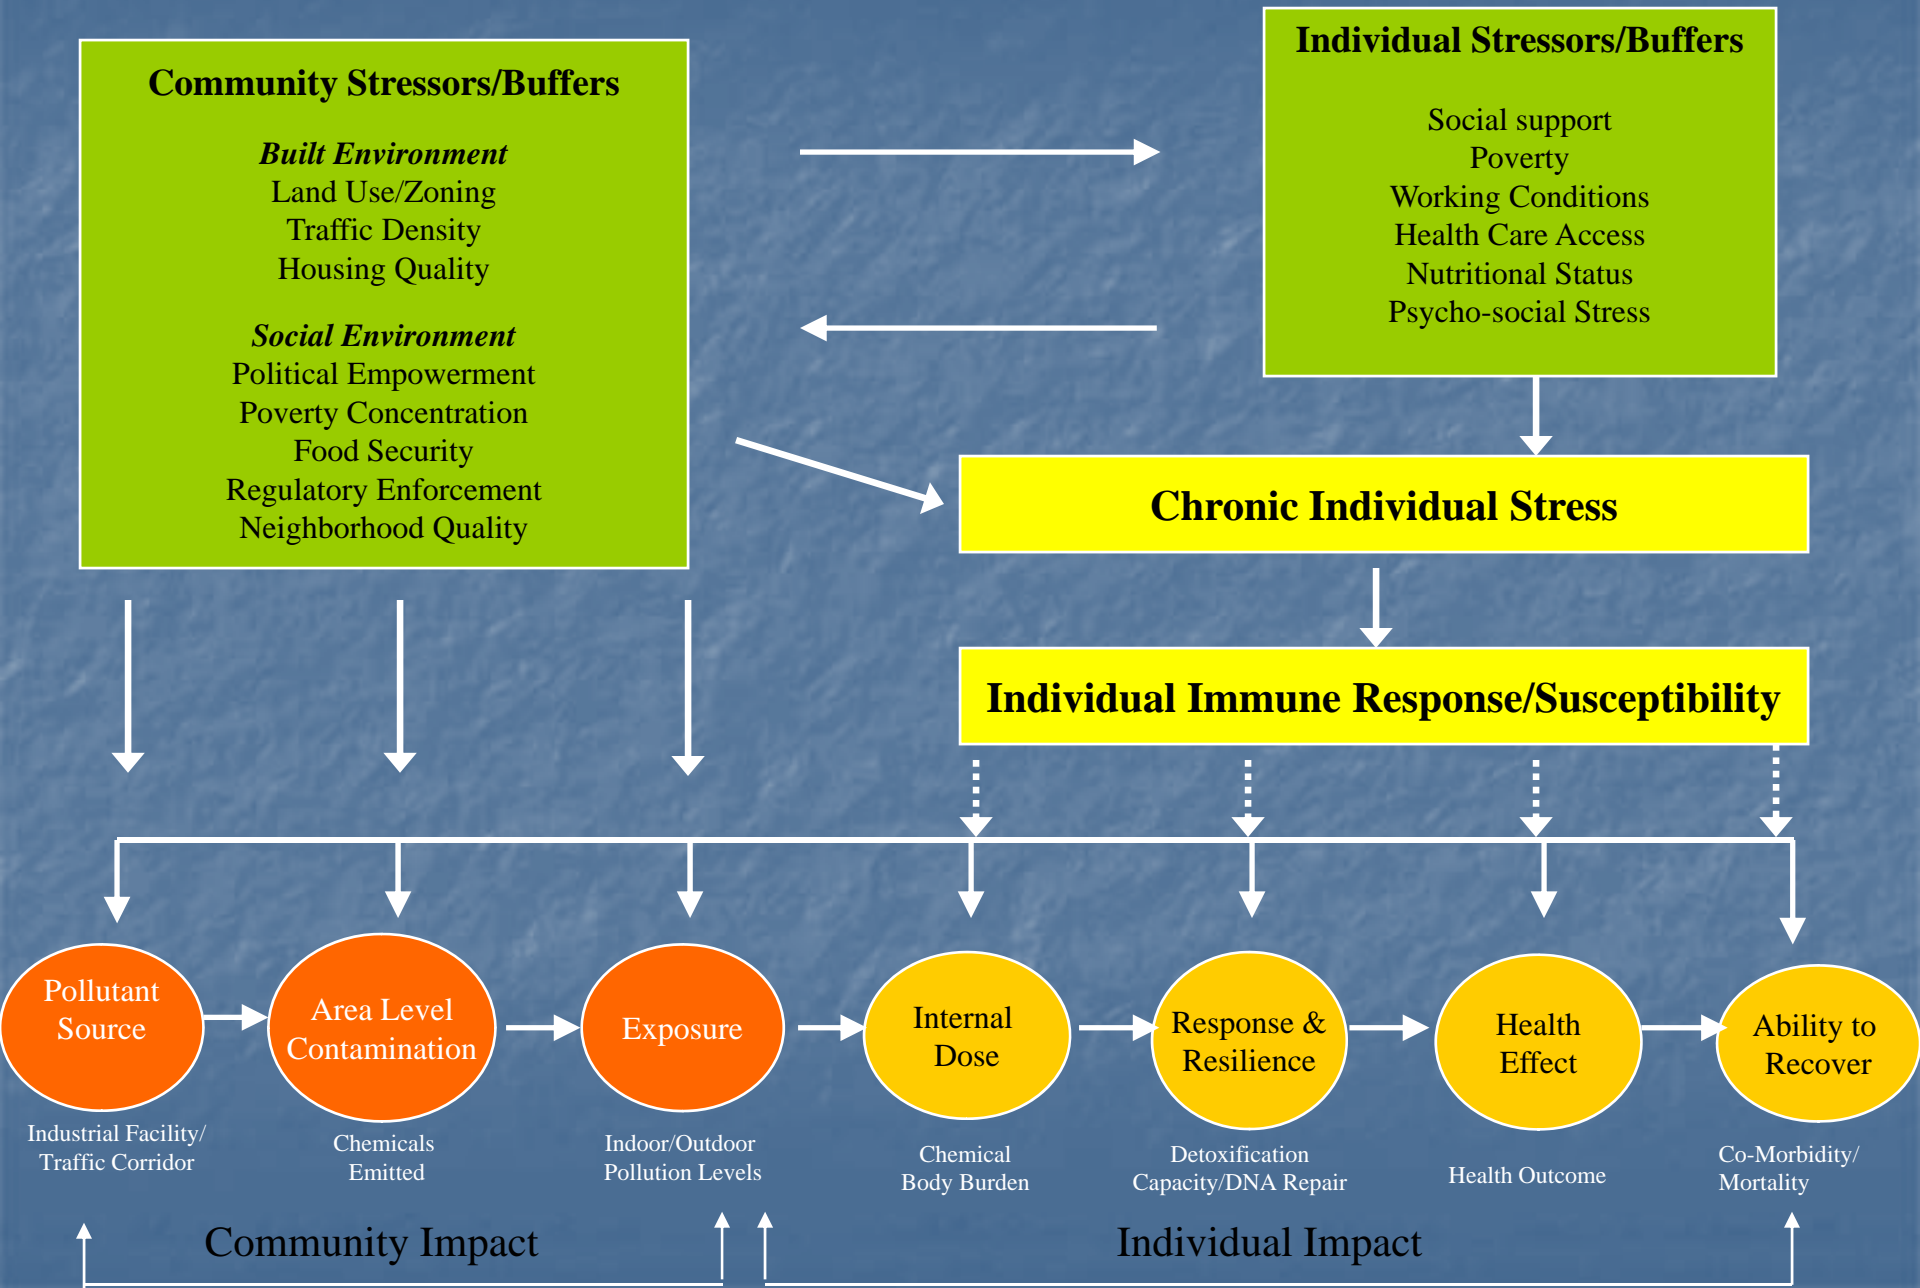 Community Stressors/Buffers
Built Environment
Land Use/Zoning
Traffic Density
Housing Quality
Social Environment
Political Empowerment
Poverty Concentration
Food Security
Regulatory Enforcement
Neighborhood Quality
Individual Stressors/Buffers
Social support
Poverty
Working Conditions
Health Care Access
Nutritional Status
Psycho-social Stress
Chronic Individual Stress
Individual Immune Response/Susceptibility
Pollutant
Source
Area Level
Contamination
Exposure
Internal
Dose
Response &
Resilience
Health
Effect
Ability to
Recover
Industrial Facility/
Traffic Corridor
Chemicals
Emitted
Indoor/Outdoor
Pollution Levels
Chemical
Body Burden
Detoxification
Capacity/DNA Repair
Health Outcome
Co-Morbidity/
Mortality
Community Impact
Individual Impact